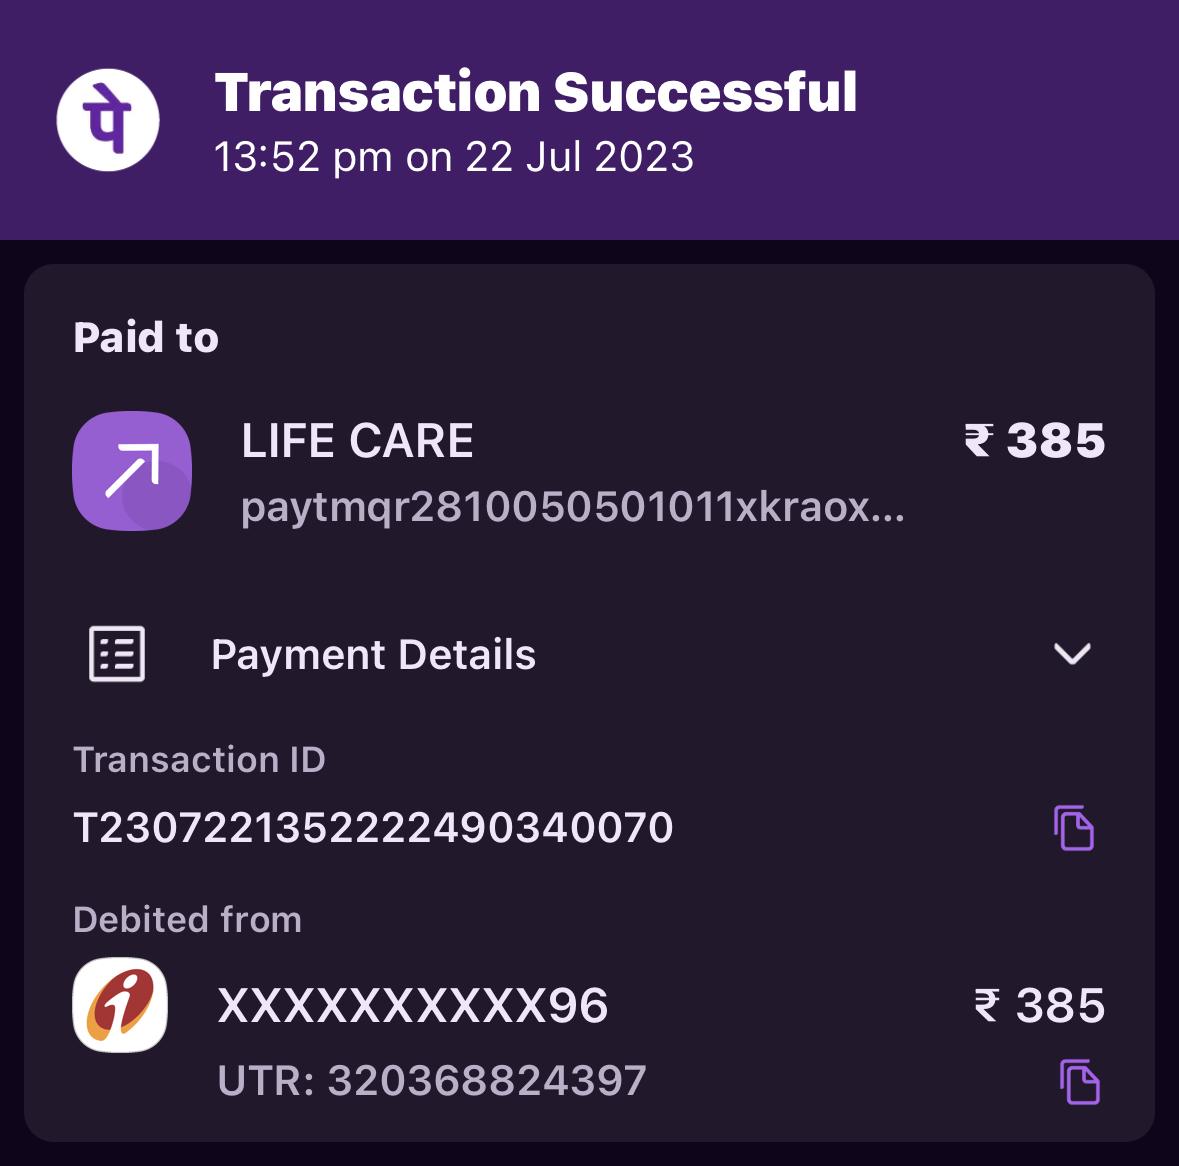 पे
Transaction Successful
13:52 pm on 22 Jul 2023
Paid to
LIFE CARE
₹ 385
paytmqr2810050501011xkraox...
Payment Details
Transaction ID
T2307221352222490340070
Debited from
XXXXXXXXXX96
₹ 385
UTR: 320368824397